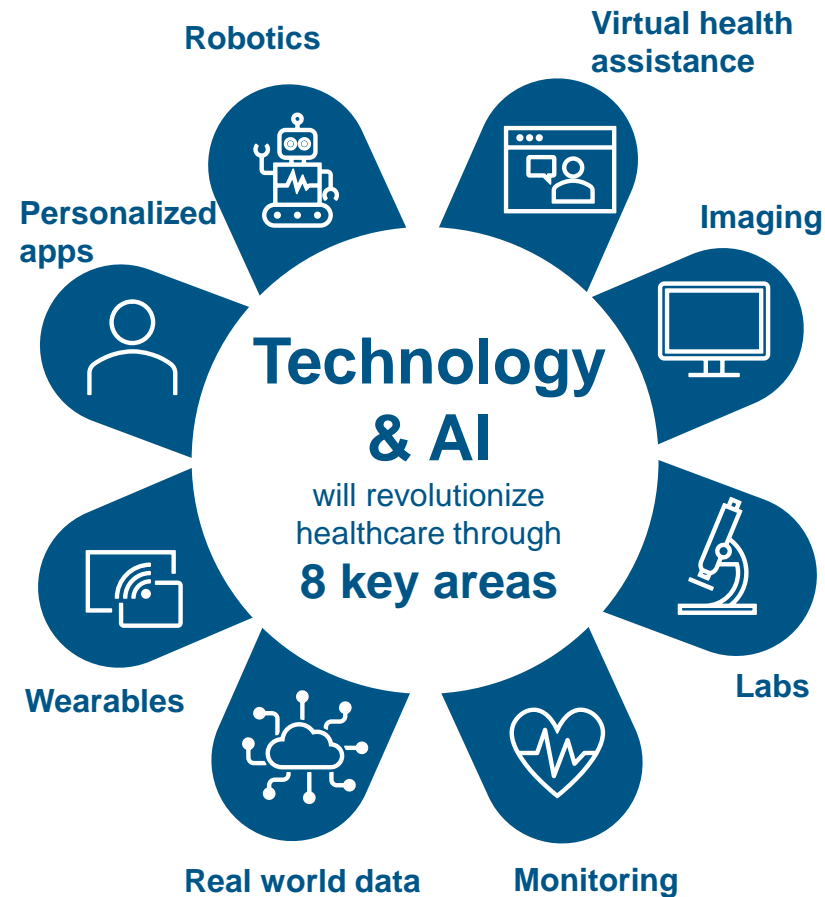 Robotics
Virtual health
assistance
Personalized
apps
Imaging
Technology
& AI
will revolutionize
healthcare through
8 key areas
Wearables
Labs
Real world data
Monitoring